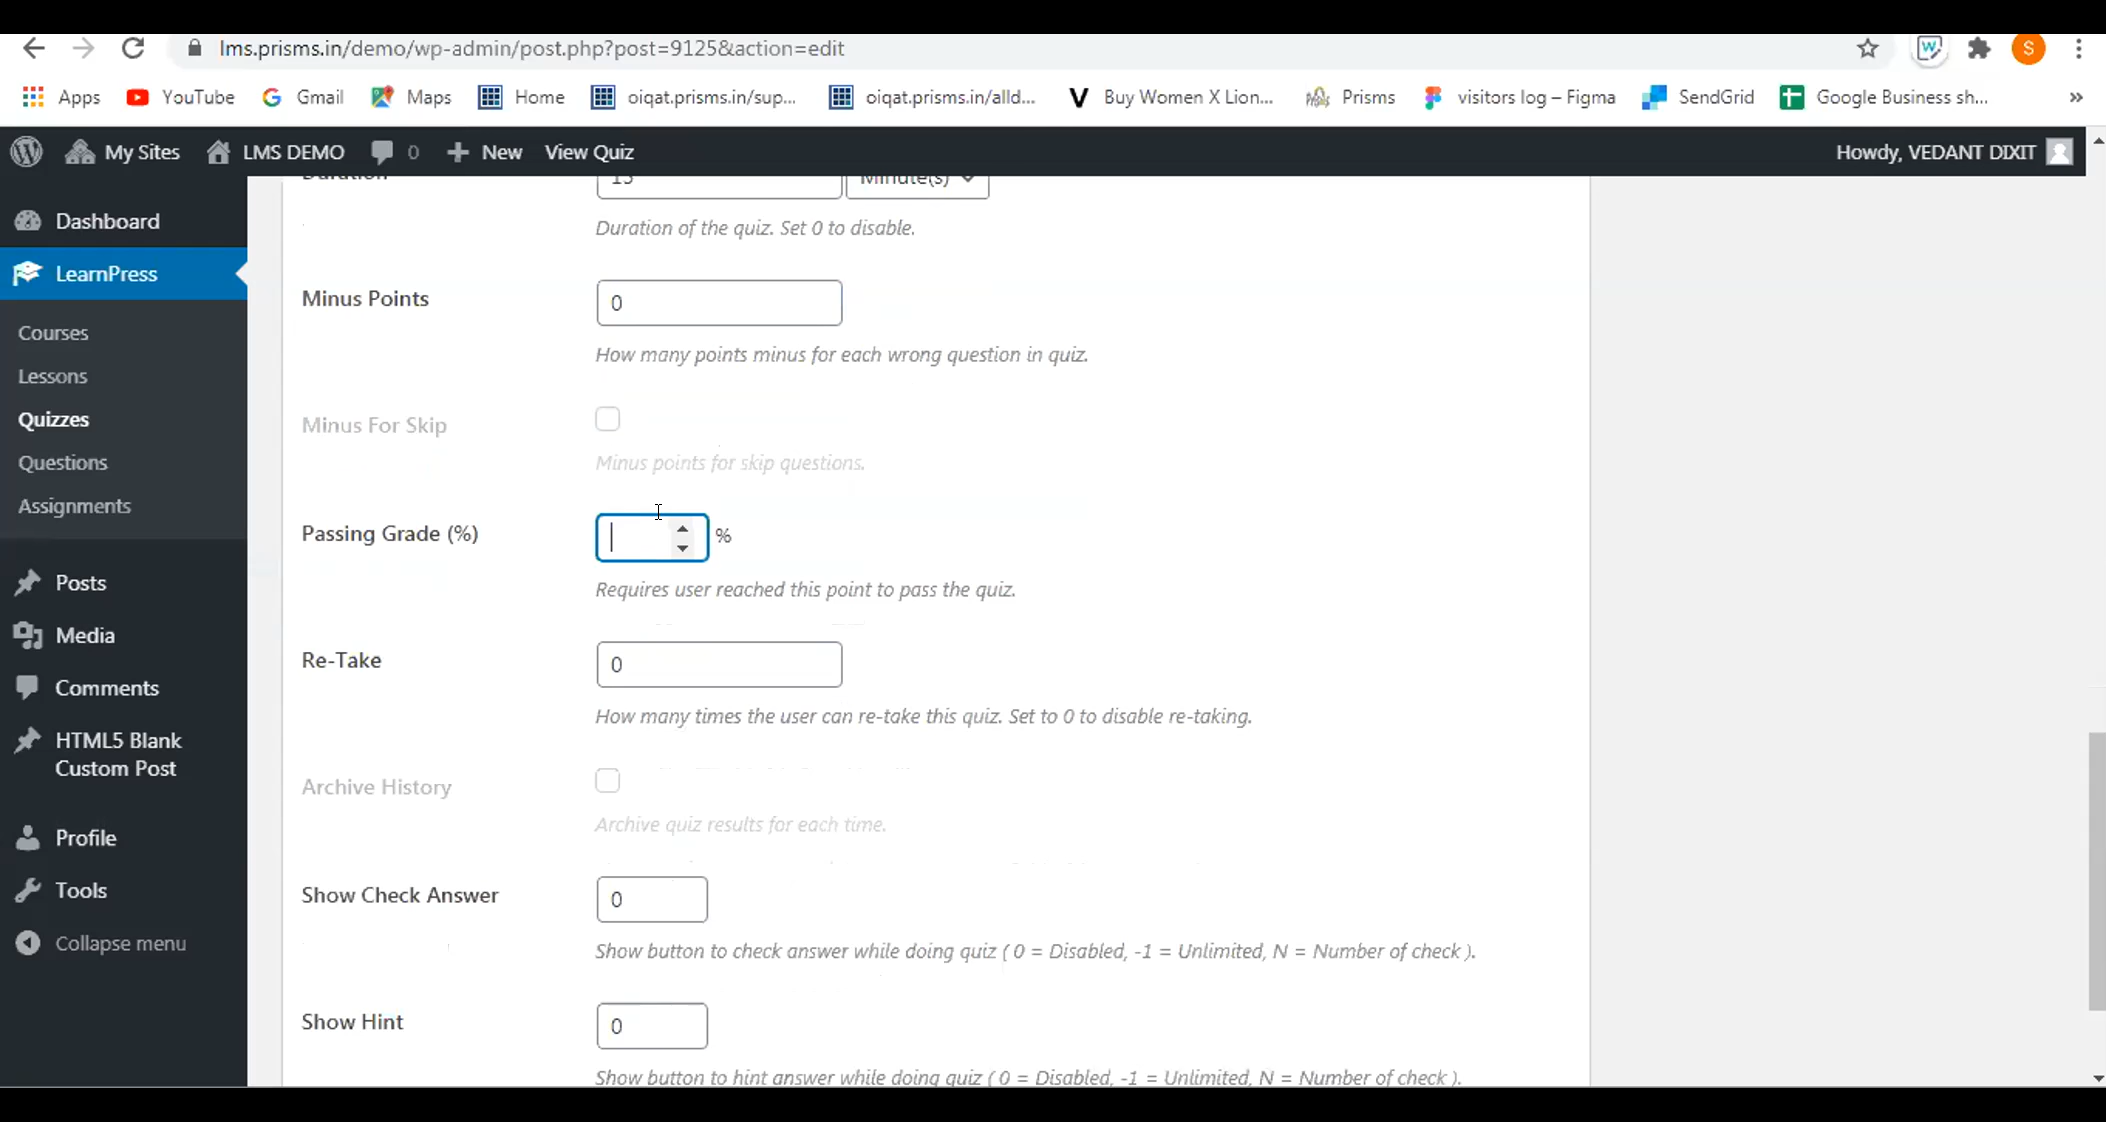 lms.prisms.in/demo/wp-admin/post.php?post=9125&action=edit
S
Apps YouTube Gmail Maps Home oiqat.prisms.in/sup... oiqat.prisms.in/alld... Buy Women X Lion... Prisms visitors log – Figma SendGrid Google Business sh... »
My Sites LMS DEMO 0 New View Quiz Howdy, VEDANT DIXIT
Dashboard
LearnPress
Courses
Lessons
Quizzes
Questions
Assignments
Posts
Media
Comments
HTML5 Blank
Custom Post
Profile
Tools
Collapse menu
Duration 15 Minute(s)
Duration of the quiz. Set 0 to disable.
Minus Points 0
How many points minus for each wrong question in quiz.
Minus For Skip
Minus points for skip questions.
Passing Grade (%) %
Requires user reached this point to pass the quiz.
Re-Take 0
How many times the user can re-take this quiz. Set to 0 to disable re-taking.
Archive History
Archive quiz results for each time.
Show Check Answer 0
Show button to check answer while doing quiz ( 0 = Disabled, -1 = Unlimited, N = Number of check ).
Show Hint 0
Show button to hint answer while doing quiz ( 0 = Disabled, -1 = Unlimited, N = Number of check ).